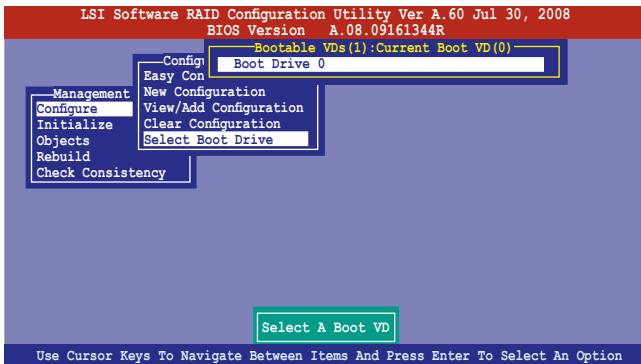 LSI Software RAID Configuration Utility Ver A.60 Jul 30, 2008
BIOS Version A.08.09161344R
Bootable VDs(1):Current Boot VD(0)
Boot Drive 0
Configu
Easy Con
New Configuration
View/Add Configuration
Clear Configuration
Select Boot Drive
Management
Configure
Initialize
Objects
Rebuild
Check Consistency
Select A Boot VD
Use Cursor Keys To Navigate Between Items And Press Enter To Select An Option